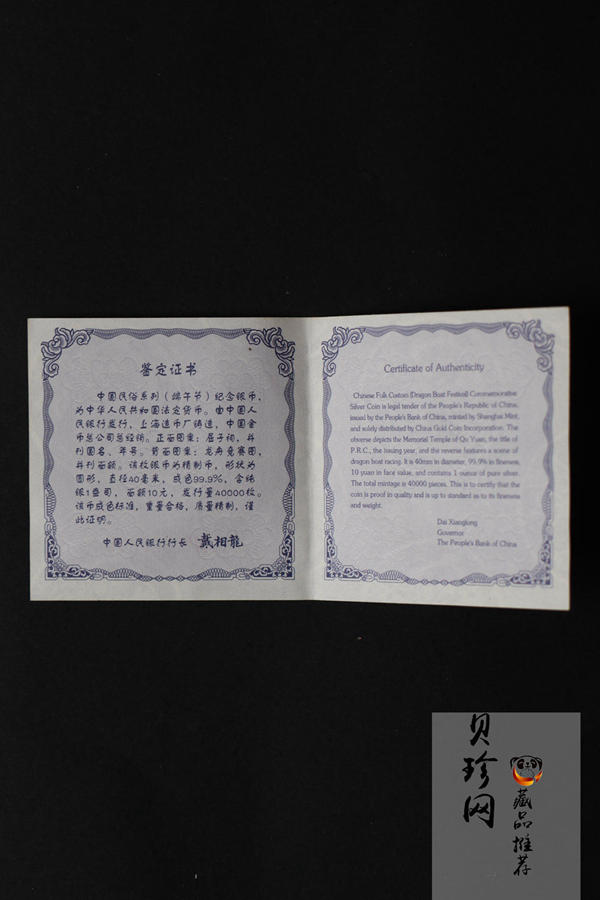 鉴定证书
中国民俗系列（端午节）纪念银币，
为中华人民共和国法定货币。由中国人
民银行发行，上海造币厂铸造，中国金
币总公司总经销。正面图案：屈子祠，并
刊国名、年号。背面图案：龙舟竞赛图，
并刊面额。该枚银币为精制币，形状为
圆形，直径40毫米，成色99.9%，含纯
银1盎司，面额10元，发行量40000枚。
该币成色标准，重量合格，质量精制，谨
此证明。
中国人民银行行长 戴相龍
Certificate of Authenticity
Chinese Folk Custom (Dragon Boat Festival) Commemorative
Silver Coin is legal tender of the People's Republic of China,
issued by the People's Bank of China, minted by Shanghai Mint,
and solely distributed by China Gold Coin Incorporation. The
obverse depicts the Memorial Temple of Qu Yuan, the title of
P.R.C., the issuing year, and the reverse features a scene of
dragon boat racing. It is 40mm in diameter, 99.9% in fineness,
10 yuan in face value, and contains 1 ounce of pure silver.
The total mintage is 40000 pieces. This is to certify that the
coin is proof in quality and is up to standard as to its fineness
and weight.
Dai Xianglong
Governor
The People's Bank of China
贝珍网
藏品推荐